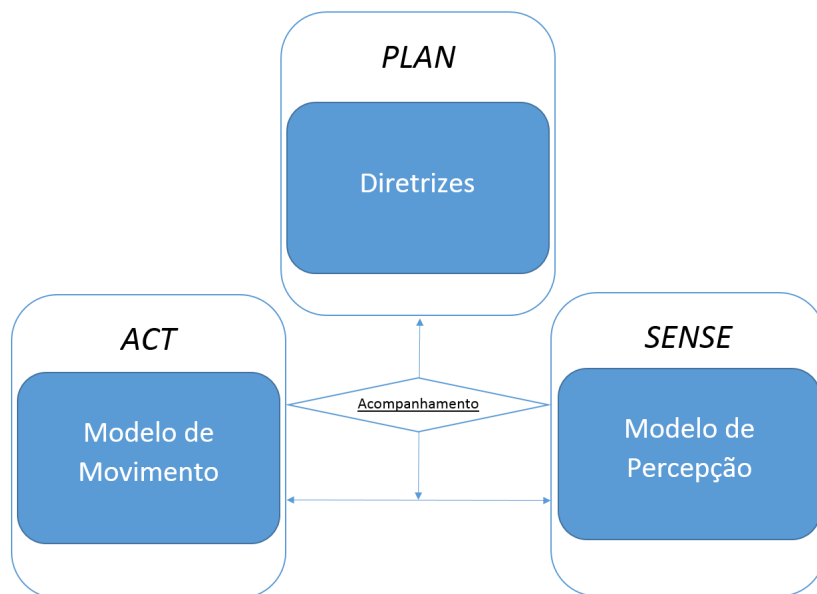 PLAN
Diretrizes
ACT
Modelo de
Movimento
Acompanhamento
SENSE
Modelo de
Percepção